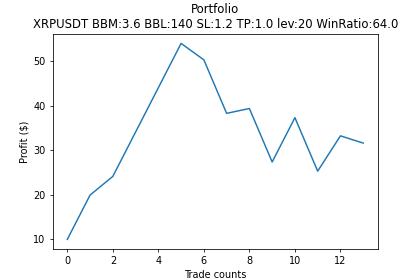 Portfolio
XRPUSDT BBM:3.6 BBL:140 SL:1.2 TP:1.0 lev:20 WinRatio:64.0
50
40
30
20
10
Profit ($)
0 2 4 6 8 10 12
Trade counts